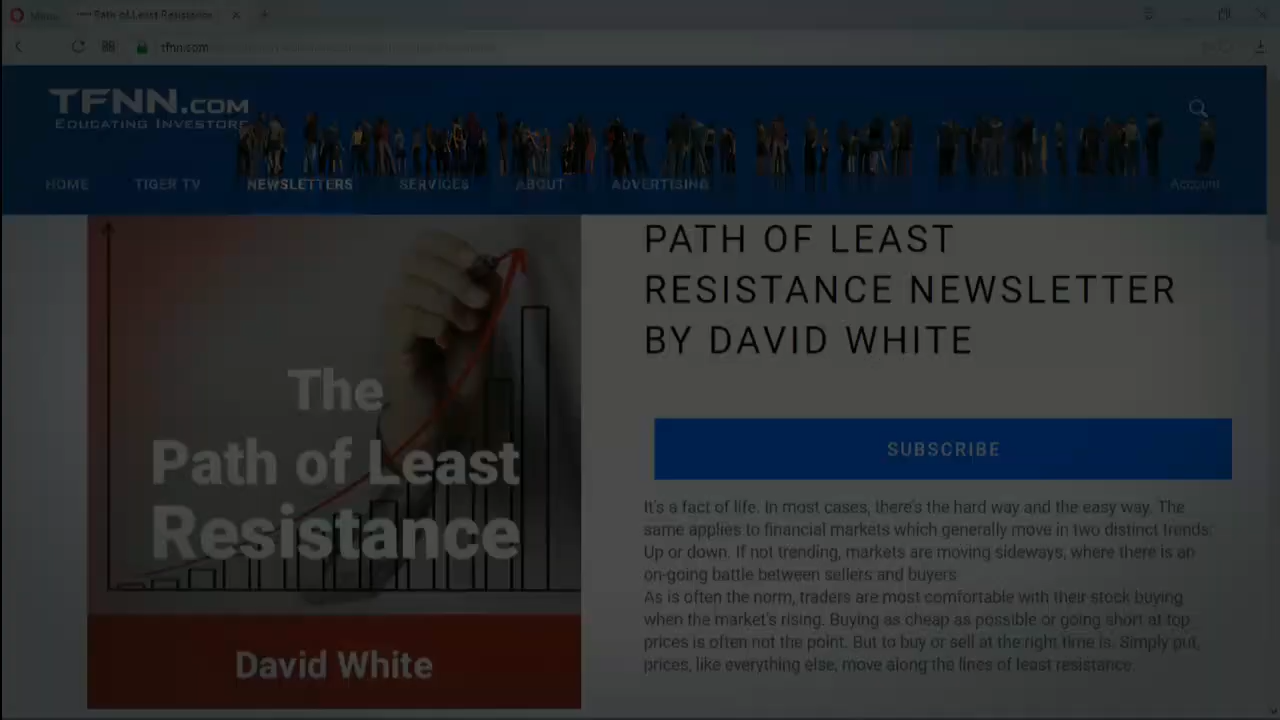 Path of Least Resistance
tfnn.com
TFNN.COM
EDUCATING INVESTORS
HOME
TIGER TV
NEWSLETTERS
SERVICES
ABOUT
ADVERTISING
Account
The
Path of Least
Resistance
David White
PATH OF LEAST
RESISTANCE NEWSLETTER
BY DAVID WHITE
SUBSCRIBE
It's a fact of life. In most cases, there's the hard way and the easy way. The
same applies to financial markets which generally move in two distinct trends:
Up or down. If not trending, markets are moving sideways, where there is an
on-going battle between sellers and buyers
As is often the norm, traders are most comfortable with their stock buying
when the market's rising. Buying as cheap as possible or going short at top
prices is often not the point. But to buy or sell at the right time is. Simply put,
prices, like everything else, move along the lines of least resistance.